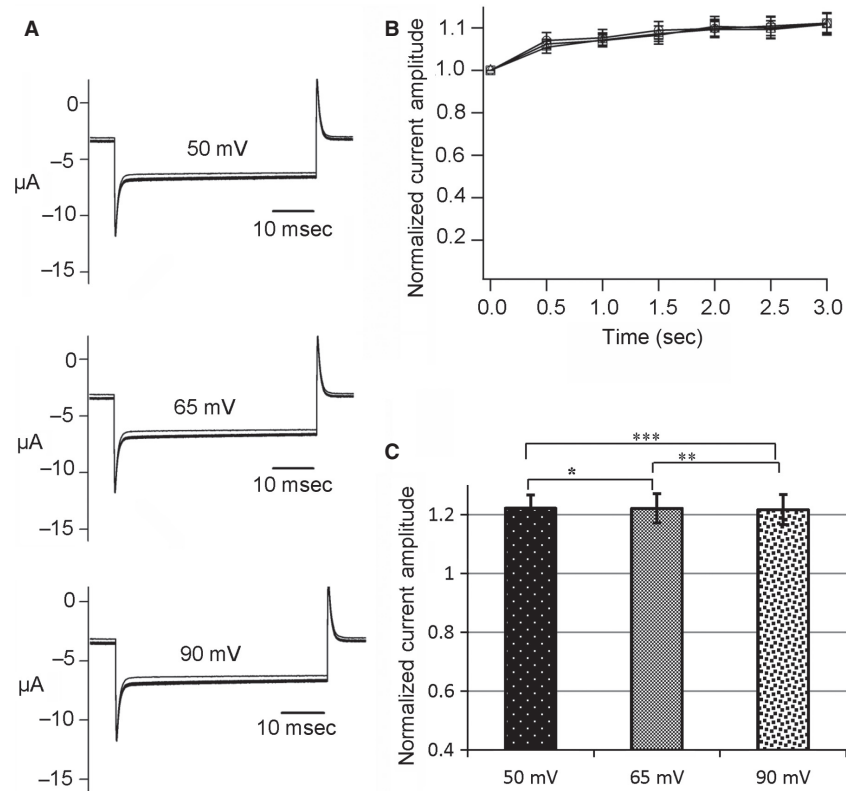 A
0
−5
−10
−15
μA
50 mV
10 msec
0
−5
−10
−15
μA
65 mV
10 msec
0
−5
−10
−15
μA
90 mV
10 msec
B
Normalized current amplitude
1.1
1.0
0.8
0.6
0.4
0.2
0.0 0.5 1.0 1.5 2.0 2.5 3.0
Time (sec)
C
***
* **
Normalized current amplitude
1.2
1
0.8
0.6
0.4
50 mV 65 mV 90 mV